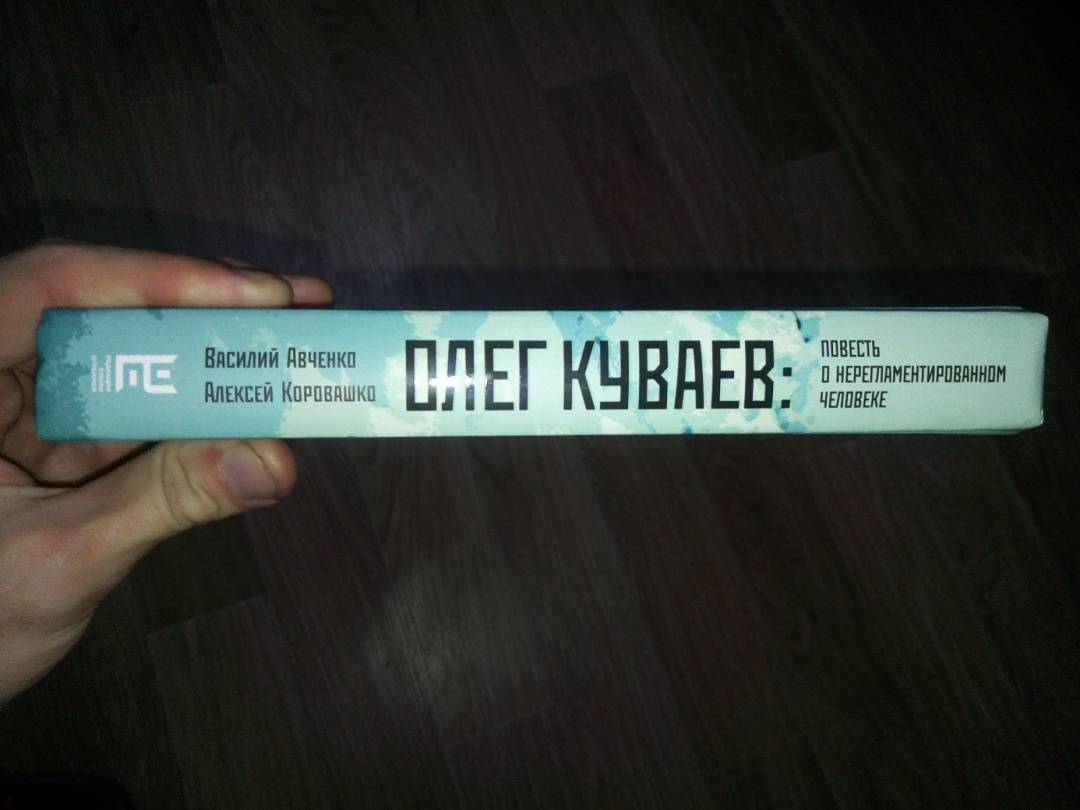 Василий Авченко
Алексей Коровашко
ОЛЕГ КУВАЕВ:
ПОВЕСТЬ
О НЕРЕГЛАМЕНТИРОВАННОМ
ЧЕЛОВЕКЕ